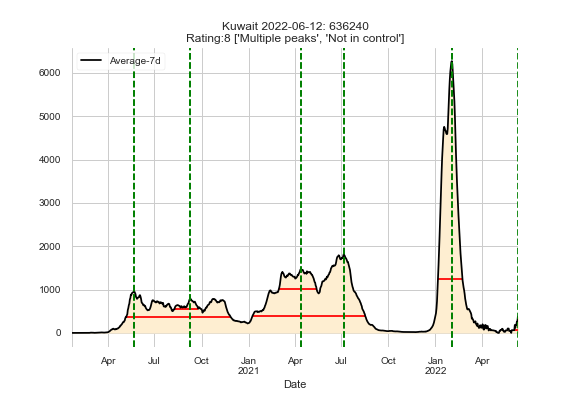 Kuwait 2022-06-12: 636240
Rating:8 ['Multiple peaks', 'Not in control']
Average-7d
6000
5000
4000
3000
2000
1000
0
Apr Jul Oct Jan Apr Jul Oct Jan Apr
2021 2022
Date